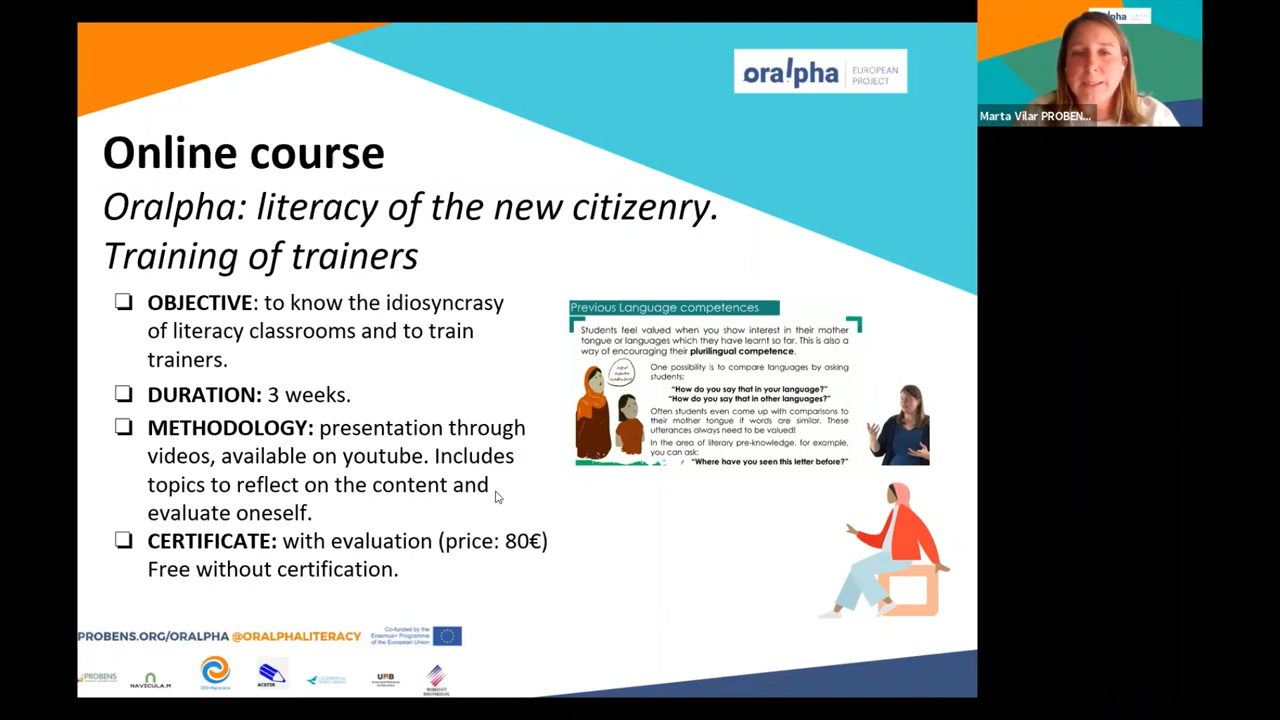 oralpha EUROPEAN
PROJECT
Online course
Oralpha: literacy of the new citizenry.
Training of trainers
❑ OBJECTIVE: to know the idiosyncrasy
of literacy classrooms and to train
trainers.
❑ DURATION: 3 weeks.
❑ METHODOLOGY: presentation through
videos, available on youtube. Includes
topics to reflect on the content and
evaluate oneself.
❑ CERTIFICATE: with evaluation (price: 80€)
Free without certification.
Previous Language competences
Students feel valued when you show interest in their mother
tongue or languages which they have learnt so far. This is also a
way of encouraging their plurilingual competence.
One possibility is to compare languages by asking
students:
"How do you say that in your language?"
"How do you say that in other languages?"
Often students even come up with comparisons to
their mother tongue if words are similar. These
utterances always need to be valued!
In the area of literary pre-knowledge, for example,
you can ask:
"Where have you seen this letter before?"
PROBENS.ORG/ORALPHA @ORALPHALITERACY
Co-funded by the
Erasmus+ Programme
of the European Union
PROBENS
NAVICULA.M
ACEFIR
UAB
Marta Vilar PROBEN...